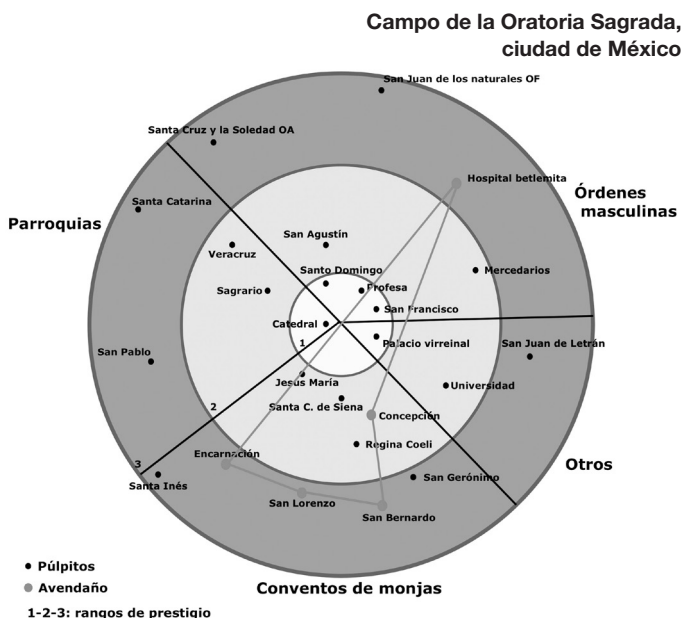 Campo de la Oratoria Sagrada,
ciudad de México
San Juan de los naturales OF
Santa Cruz y la Soledad OA
Hospital betlemita
Órdenes
masculinas
Santa Catarina
Parroquias
San Agustín
Veracruz
Santo Domingo
Mercedarios
Sagrario
Profesa
San Francisco
Catedral
Palacio virreinal
San Juan de Letrán
1
San Pablo
Jesús María
Universidad
2
Santa C. de Siena
Concepción
Regina Coeli
Encarnación
3
Otros
San Gerónimo
Santa Inés
San Lorenzo
San Bernardo
Púlpitos
Avendaño
Conventos de monjas
1-2-3: rangos de prestigio